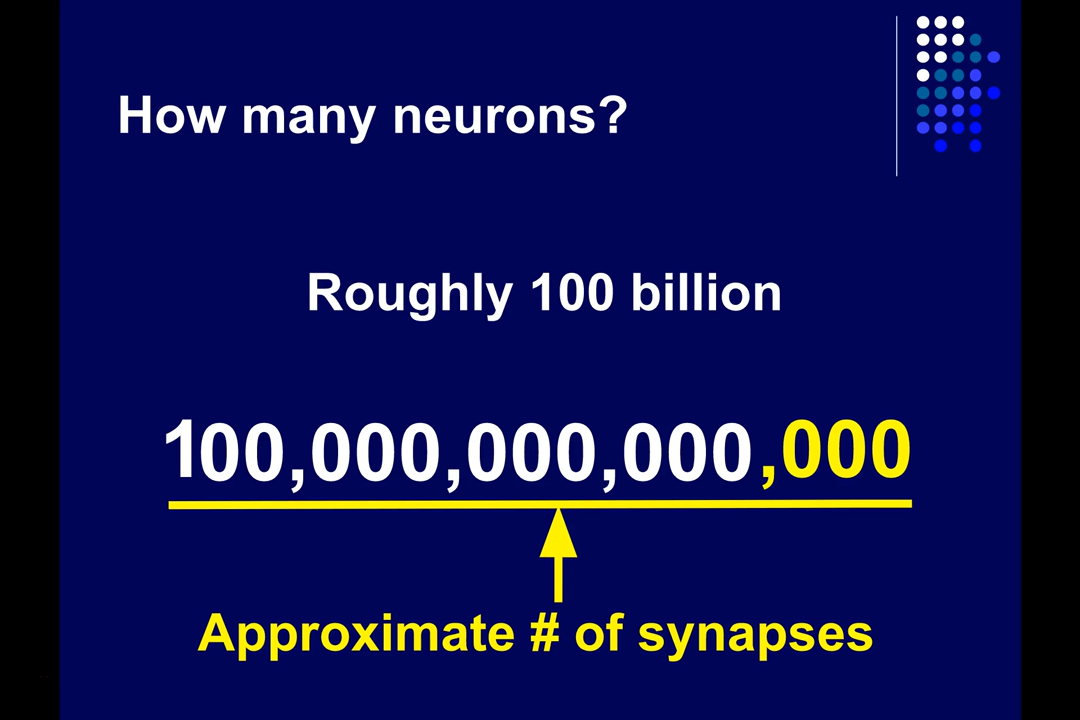 How many neurons?
Roughly 100 billion
100,000,000,000,000
Approximate # of synapses